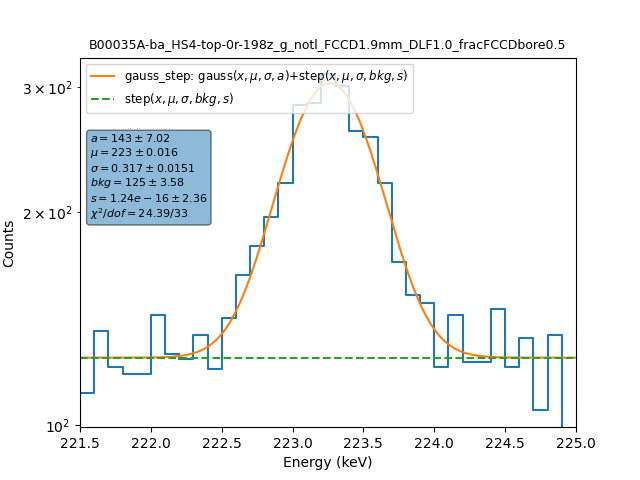 B00035A-ba_HS4-top-0r-198z_g_notl_FCCD1.9mm_DLF1.0_fracFCCDbore0.5
gauss_step: gauss(x, μ, σ, a)+step(x, μ, σ, bkg, s)
step(x, μ, σ, bkg, s)
a = 143 ± 7.02
μ = 223 ± 0.016
σ = 0.317 ± 0.0151
bkg = 125 ± 3.58
s = 1.24e − 16 ± 2.36
χ²/dof = 24.39/33
3 × 10²
2 × 10²
10²
Counts
221.5 222.0 222.5 223.0 223.5 224.0 224.5 225.0
Energy (keV)